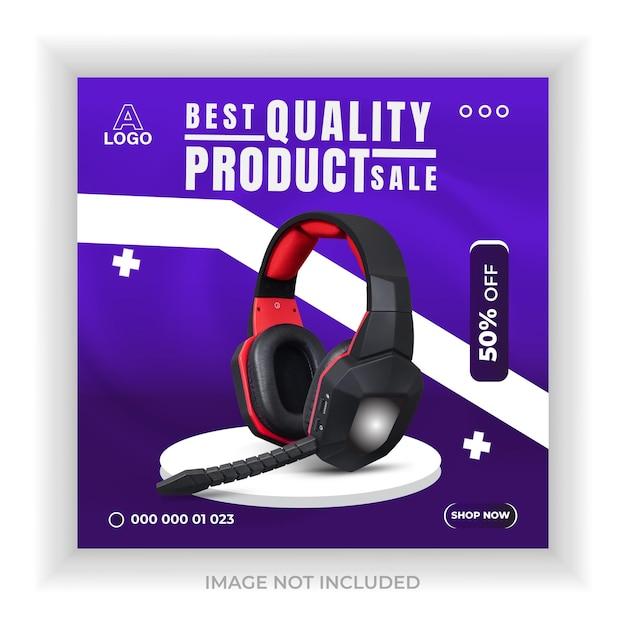 A
LOGO
BEST QUALITY
PRODUCT SALE
50% OFF
000 000 01 023
SHOP NOW
IMAGE NOT INCLUDED